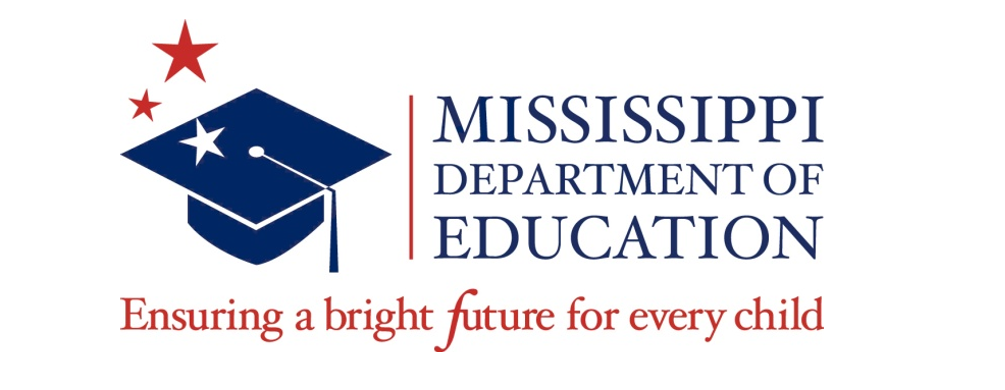 MISSISSIPPI
DEPARTMENT OF
EDUCATION
Ensuring a bright future for every child